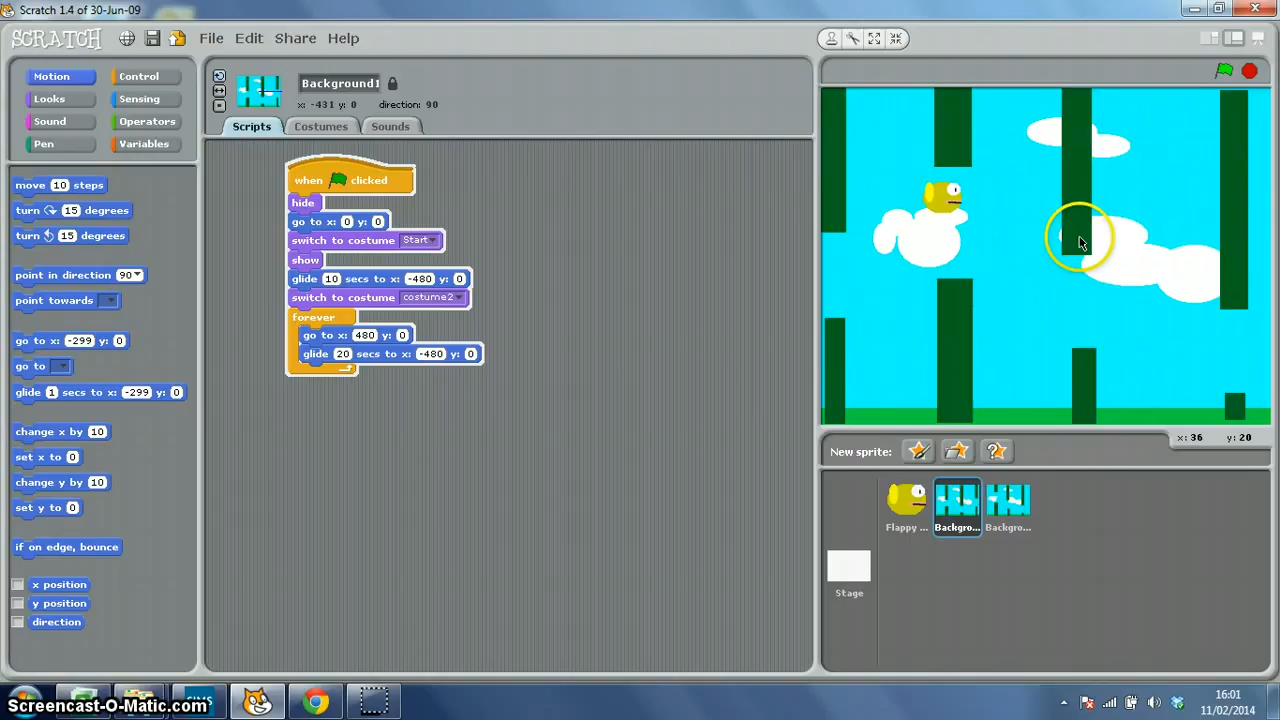 Scratch 1.4 of 30-Jun-09
SCRATCH File Edit Share Help
Motion Control
Looks Sensing
Sound Operators
Pen Variables
move 10 steps
turn 15 degrees
turn 15 degrees
point in direction 90
point towards
go to x: -299 y: 0
go to
glide 1 secs to x: -299 y: 0
change x by 10
set x to 0
change y by 10
set y to 0
if on edge, bounce
x position
y position
direction
Background1
x: -431 y: 0 direction: 90
Scripts Costumes Sounds
when clicked
hide
go to x: 0 y: 0
switch to costume Start
show
glide 10 secs to x: -480 y: 0
switch to costume costume2
forever
go to x: 480 y: 0
glide 20 secs to x: -480 y: 0
x: 36 y: 20
New sprite:
Flappy ... Backgro... Backgro...
Stage
SIMS
Screencast-O-Matic.com
16:01
11/02/2014